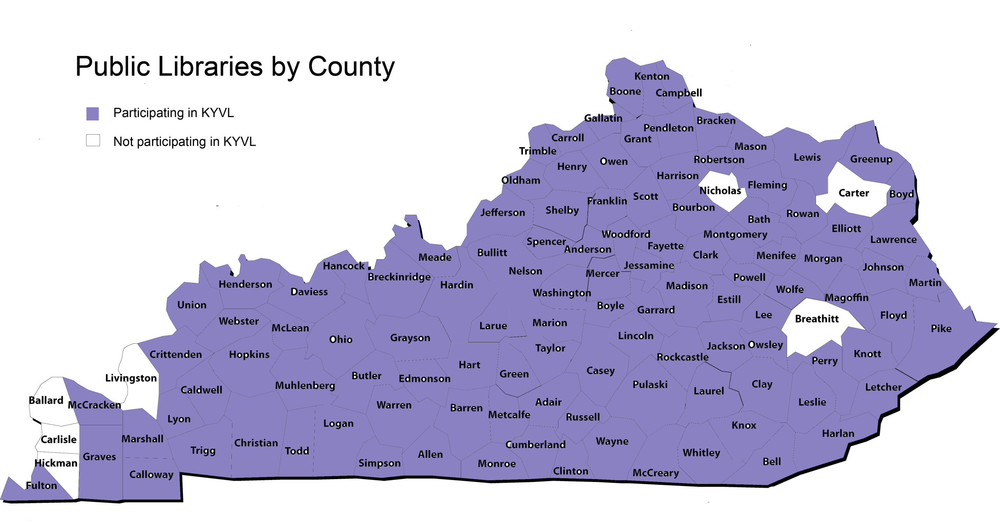 Public Libraries by County
Participating in KYVL
Not participating in KYVL
Kenton
Boone
Campbell
Gallatin
Bracken
Pendleton
Carroll
Grant
Mason
Trimble
Lewis
Greenup
Robertson
Owen
Henry
Harrison
Oldham
Fleming
Nicholas
Carter
Boyd
Scott
Franklin
Bourbon
Shelby
Jefferson
Rowan
Bath
Elliott
Woodford
Montgomery
Lawrence
Spencer
Fayette
Anderson
Bullitt
Clark
Menifee
Morgan
Meade
Jessamine
Hancock
Johnson
Nelson
Mercer
Breckinridge
Powell
Martin
Henderson
Hardin
Madison
Wolfe
Daviess
Washington
Magoffin
Estill
Union
Boyle
Garrard
Lee
Floyd
Breathitt
Webster
Marion
Larue
McLean
Pike
Lincoln
Ohio
Grayson
Owsley
Jackson
Taylor
Knott
Crittenden
Hopkins
Rockcastle
Perry
Hart
Casey
Green
Butler
Livingston
Edmonson
Pulaski
Clay
Muhlenberg
Letcher
Caldwell
Laurel
Ballard
Adair
Leslie
McCracken
Warren
Barren
Metcalfe
Russell
Lyon
Logan
Knox
Harlan
Marshall
Carlisle
Wayne
Christian
Cumberland
Trigg
Todd
Whitley
Allen
Graves
Bell
Hickman
Simpson
Monroe
Clinton
McCreary
Calloway
Fulton